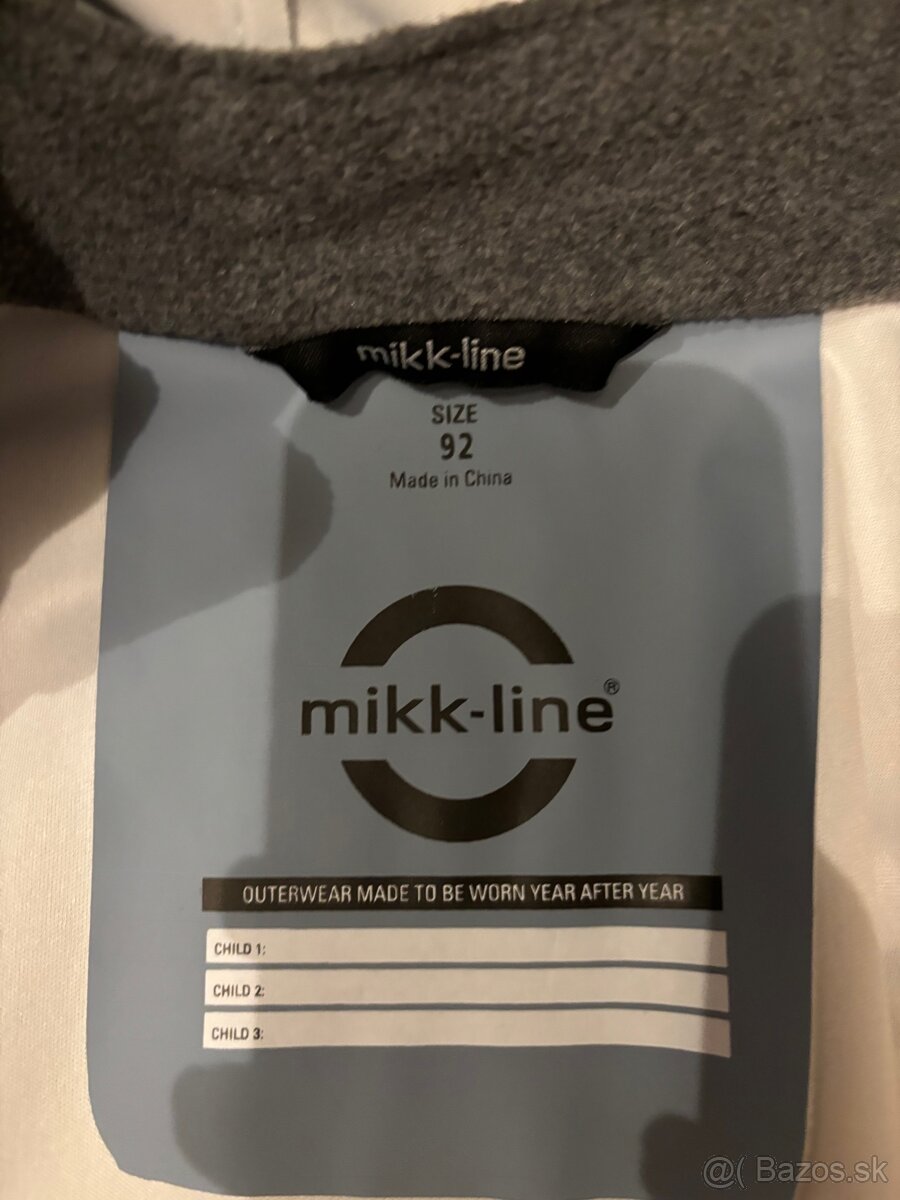 mikk-line
SIZE
92
Made in China
mikk-line®
OUTERWEAR MADE TO BE WORN YEAR AFTER YEAR
CHILD 1:
CHILD 2:
CHILD 3:
@( Bazos.sk